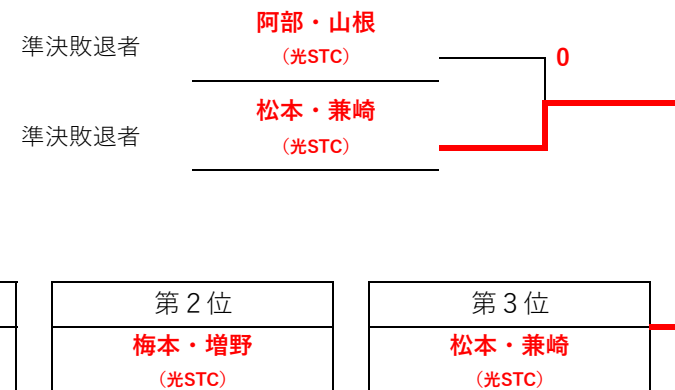 阿部・山根
準決敗退者
（光STC）
0
松本・兼崎
準決敗退者
（光STC）
第２位
第３位
梅本・増野
松本・兼崎
（光STC）
（光STC）